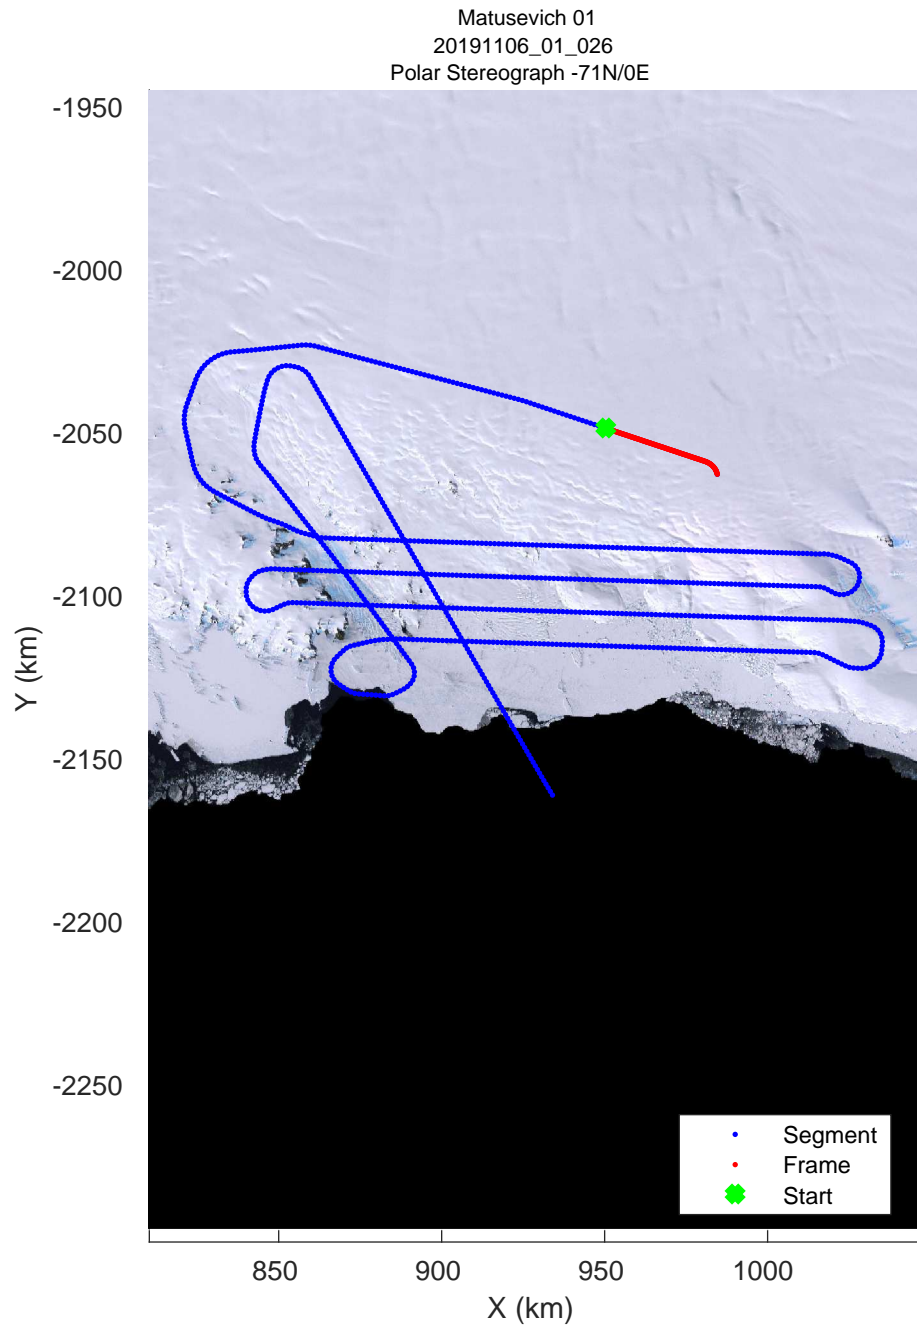 Matusevich 01
20191106_01_026
Polar Stereograph -71N/0E
-1950
-2000
-2050
-2100
-2150
-2200
-2250
Y (km)
850 900 950 1000
X (km)
Segment
Frame
Start